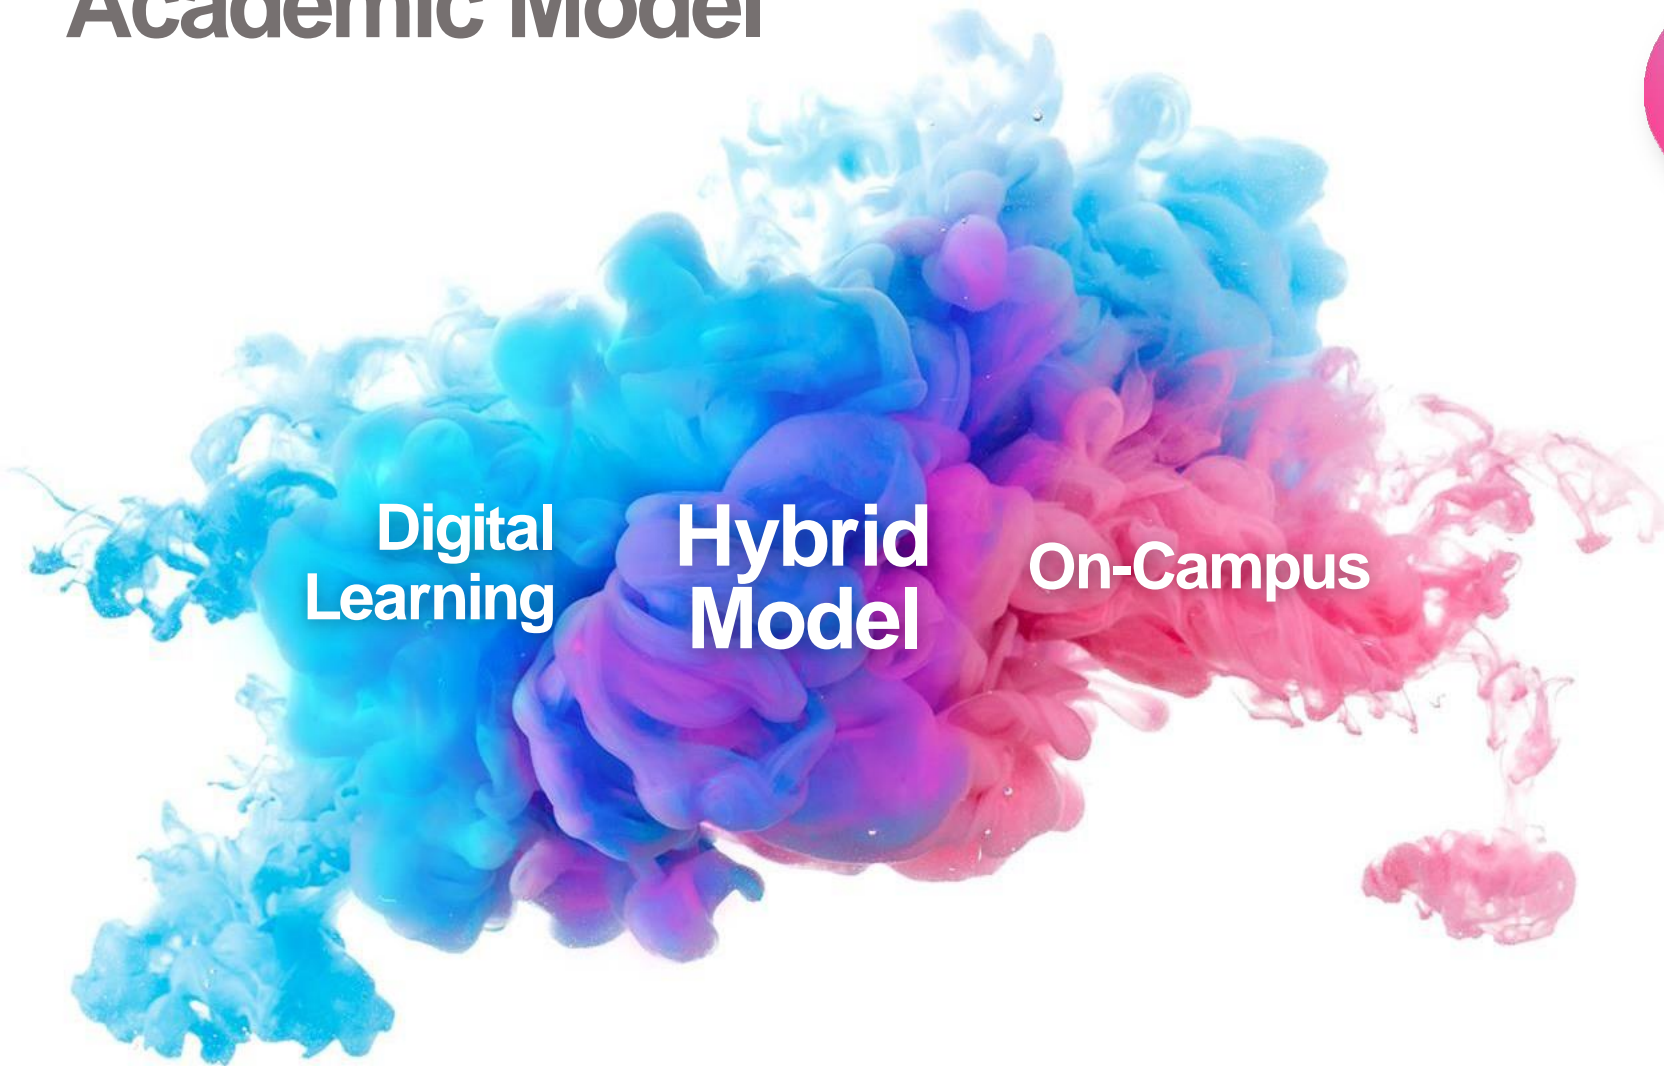 Academic Model
Digital
Learning
Hybrid
Model
On-Campus